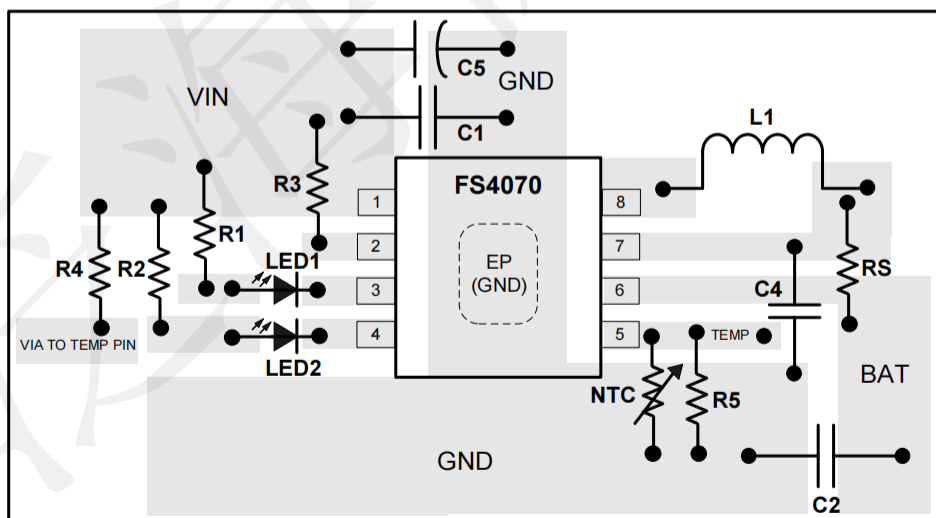 C5
GND
VIN
C1
L1
R3
FS4070
1
8
R1
2
7
EP
(GND)
R4
R2
LED1
C4
RS
3
6
4
5
TEMP
VIA TO TEMP PIN
LED2
BAT
NTC
R5
GND
C2